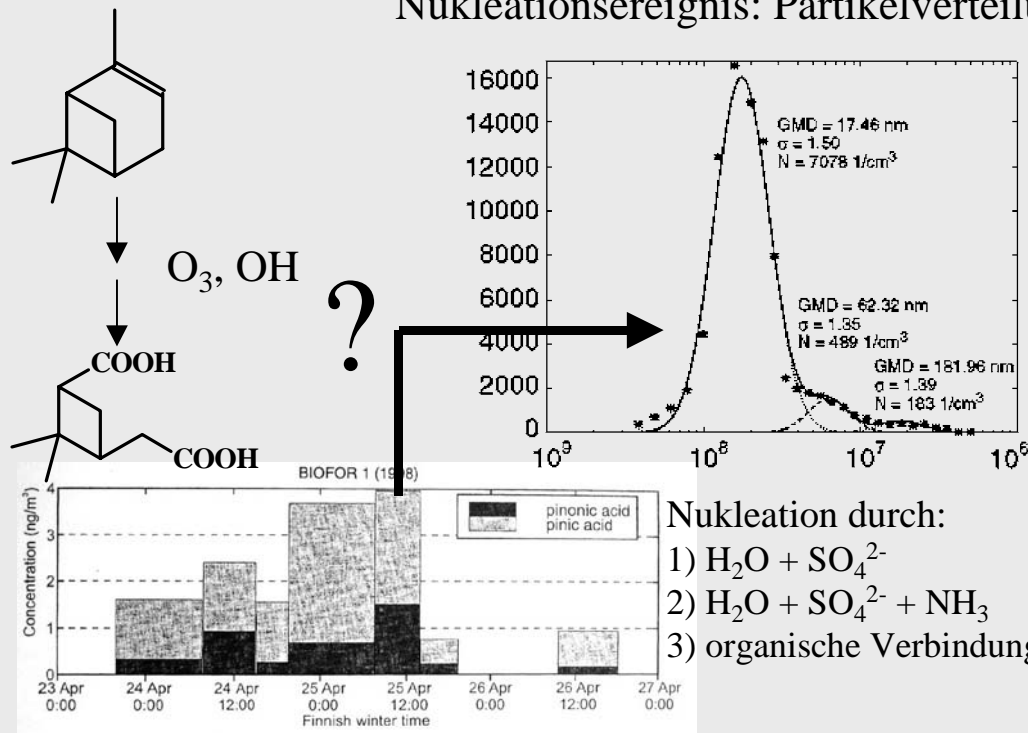 Nukleationsereignis: Partikelverteilu
O₃, OH
?
COOH
COOH
16000
14000
12000
10000
8000
6000
4000
2000
0
10⁹ 10⁸ 10⁷ 10⁶
GMD = 17.46 nm
σ = 1.50
N = 7078 1/cm³
GMD = 62.32 nm
σ = 1.35
N = 489 1/cm³
GMD = 181.96 nm
σ = 1.39
N = 183 1/cm³
BIOFOR 1 (1998)
Concentration (ng/m³)
4
3
2
1
0
pinonic acid
pinic acid
23 Apr 24 Apr 24 Apr 25 Apr 25 Apr 26 Apr 26 Apr 27 Apr
0:00 0:00 12:00 0:00 12:00 0:00 12:00 0:00
Finnish winter time
Nukleation durch:
1) H₂O + SO₄²⁻
2) H₂O + SO₄²⁻ + NH₃
3) organische Verbindung